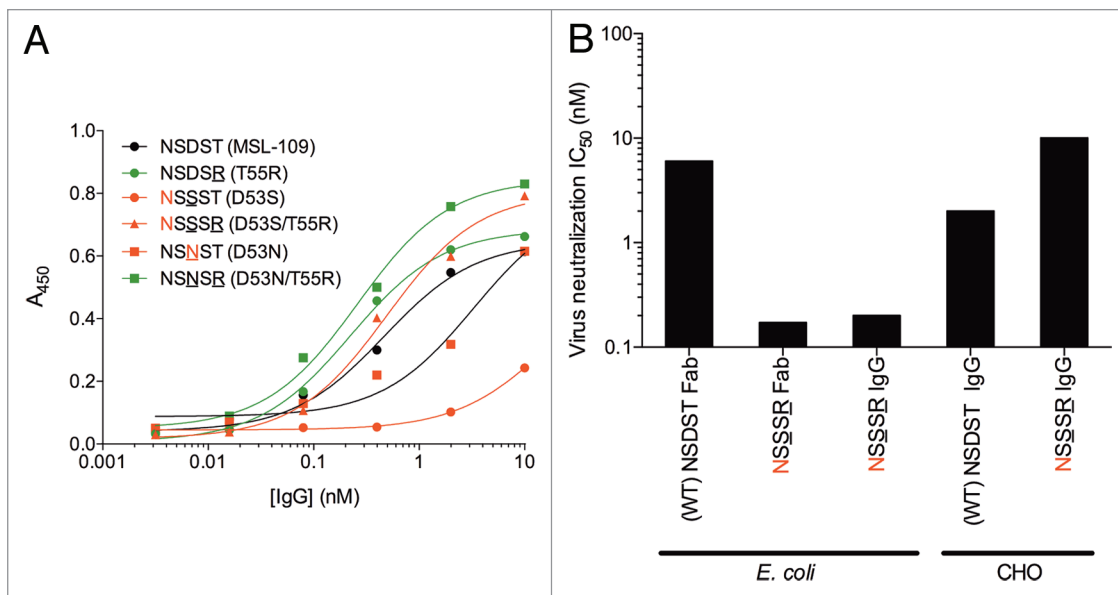 A
1.0
0.8
0.6
0.4
0.2
0.0
A450
NSDST (MSL-109)
NSDSR (T55R)
NSSST (D53S)
NSSSR (D53S/T55R)
NSNST (D53N)
NSNSR (D53N/T55R)
0.001
0.01
0.1
1
10
[IgG] (nM)
B
100
10
1
0.1
Virus neutralization IC50 (nM)
(WT) NSDST Fab
NSSSR Fab
NSSSR IgG
(WT) NSDST IgG
NSSSR IgG
E. coli
CHO